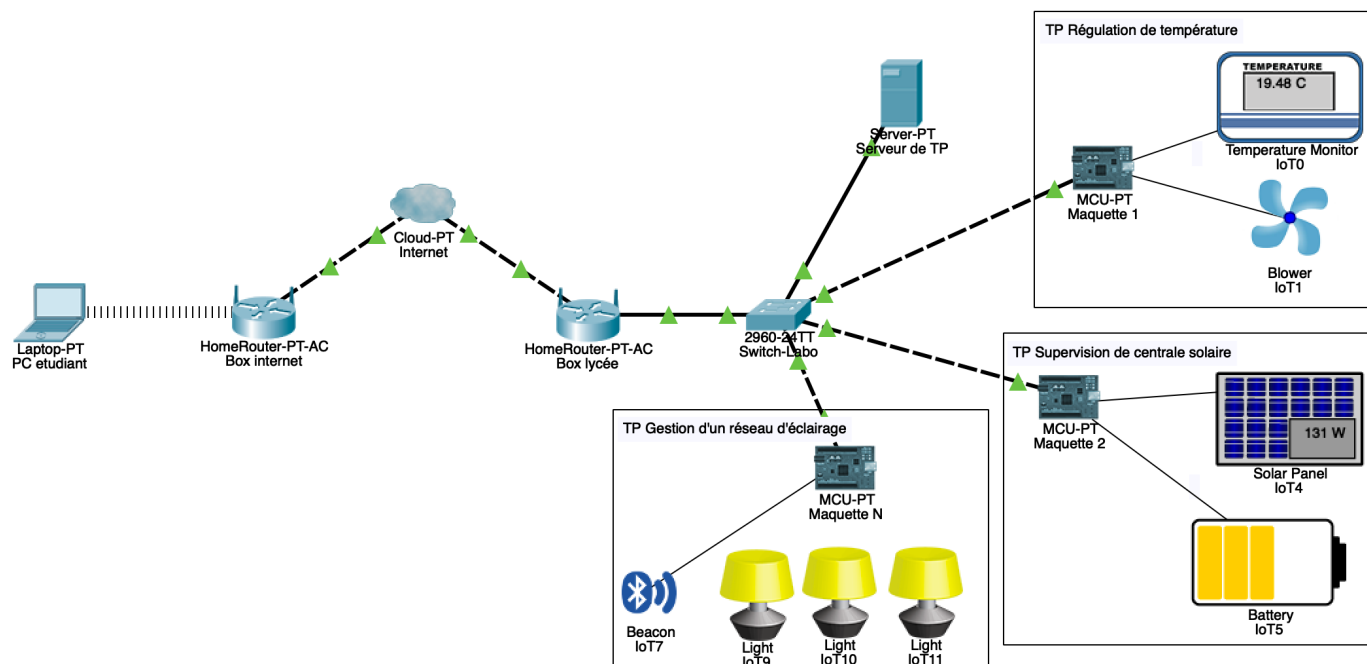 TP Régulation de température
TEMPERATURE
19.48 C
Temperature Monitor
IoT0
MCU-PT
Maquette 1
Blower
IoT1
Server-PT
Serveur de TP
Cloud-PT
Internet
Laptop-PT
PC etudiant
HomeRouter-PT-AC
Box internet
HomeRouter-PT-AC
Box lycée
2960-24TT
Switch-Labo
TP Supervision de centrale solaire
MCU-PT
Maquette 2
131 W
Solar Panel
IoT4
Battery
IoT5
TP Gestion d'un réseau d'éclairage
MCU-PT
Maquette N
Beacon
IoT7
Light
IoT9
Light
IoT10
Light
IoT11